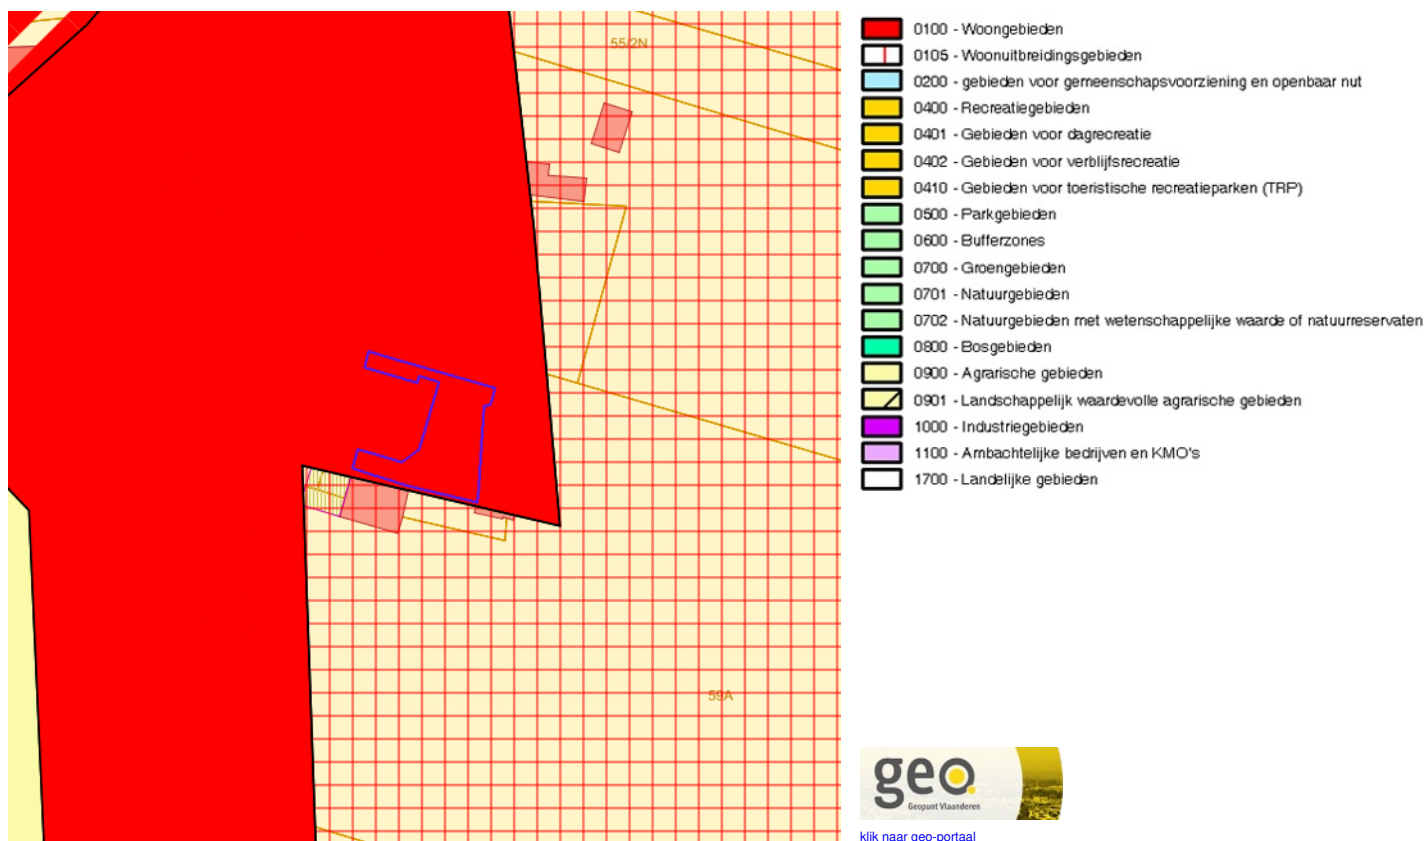 55/2N
59A
0100 - Woongebieden
0105 - Woonuitbreidingsgebieden
0200 - gebieden voor gemeenschapsvoorziening en openbaar nut
0400 - Recreatiegebieden
0401 - Gebieden voor dagrecreatie
0402 - Gebieden voor verblijfsrecreatie
0410 - Gebieden voor toeristische recreatieparken (TRP)
0500 - Parkgebieden
0600 - Bufferzones
0700 - Groengebieden
0701 - Natuurgebieden
0702 - Natuurgebieden met wetenschappelijke waarde of natuurreservaten
0800 - Bosgebieden
0900 - Agrarische gebieden
0901 - Landschappelijk waardevolle agrarische gebieden
1000 - Industriegebieden
1100 - Ambachtelijke bedrijven en KMO's
1700 - Landelijke gebieden
geo
Geopunt Vlaanderen
klik naar geo-portaal